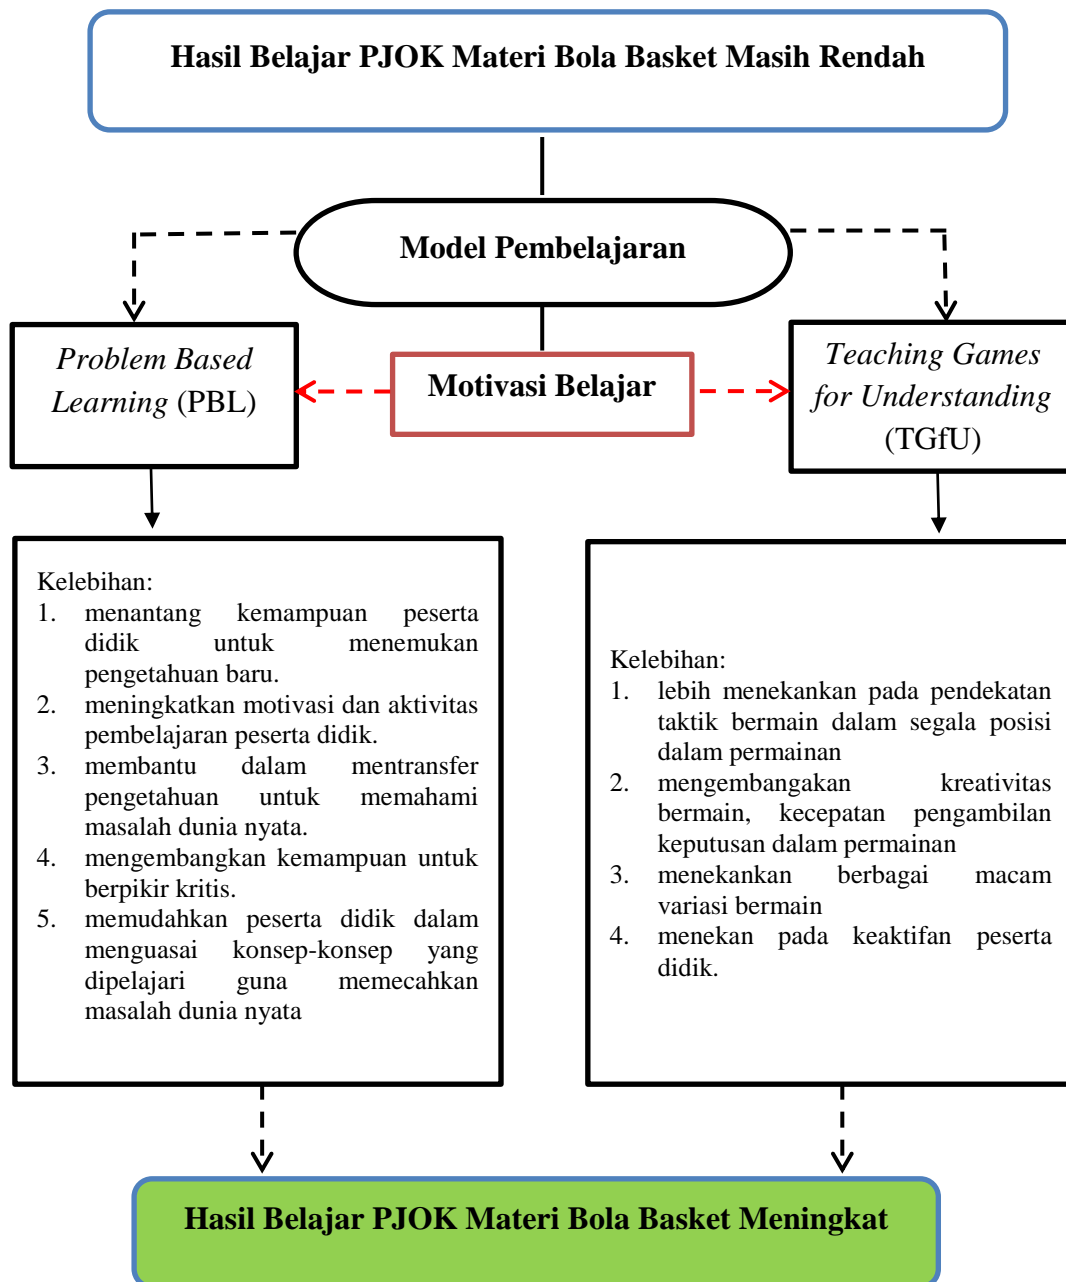 Hasil Belajar PJOK Materi Bola Basket Masih Rendah
Model Pembelajaran
Problem Based
Learning (PBL)
Motivasi Belajar
Teaching Games
for Understanding
(TGfU)
Kelebihan:
1. menantang kemampuan peserta
didik untuk menemukan
pengetahuan baru.
2. meningkatkan motivasi dan aktivitas
pembelajaran peserta didik.
3. membantu dalam mentransfer
pengetahuan untuk memahami
masalah dunia nyata.
4. mengembangkan kemampuan untuk
berpikir kritis.
5. memudahkan peserta didik dalam
menguasai konsep-konsep yang
dipelajari guna memecahkan
masalah dunia nyata
Kelebihan:
1. lebih menekankan pada pendekatan
taktik bermain dalam segala posisi
dalam permainan
2. mengembangakan kreativitas
bermain, kecepatan pengambilan
keputusan dalam permainan
3. menekankan berbagai macam
variasi bermain
4. menekan pada keaktifan peserta
didik.
Hasil Belajar PJOK Materi Bola Basket Meningkat